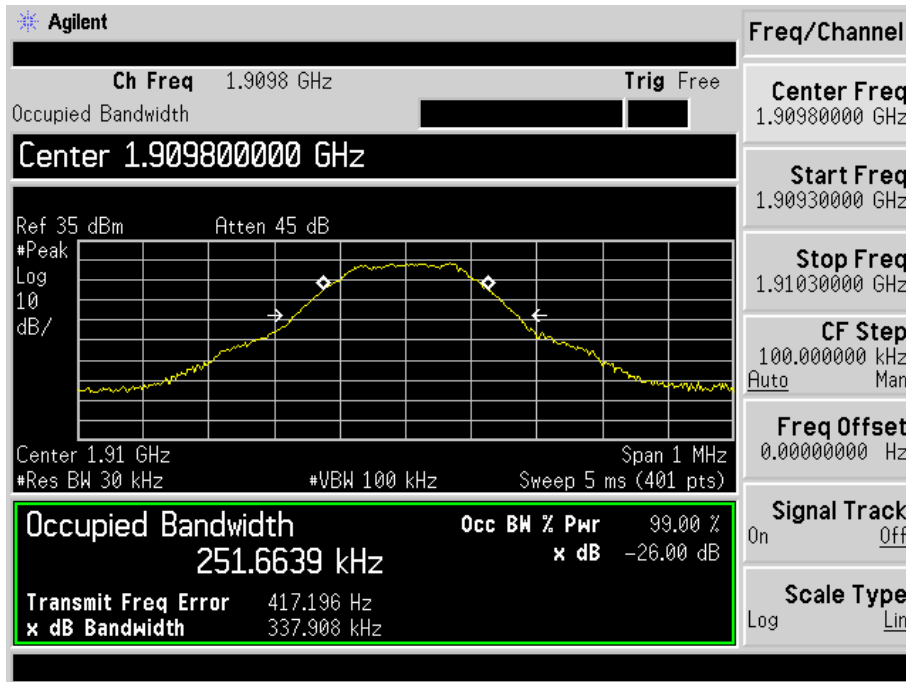 Agilent
Freq/Channel
Ch Freq 1.9098 GHz Trig Free
Occupied Bandwidth
Center 1.909800000 GHz
Ref 35 dBm Atten 45 dB
#Peak
Log
10
dB/
Center 1.91 GHz Span 1 MHz
#Res BW 30 kHz #VBW 100 kHz Sweep 5 ms (401 pts)
Occupied Bandwidth
251.6639 kHz
Occ BW % Pwr 99.00 %
x dB -26.00 dB
Transmit Freq Error 417.196 Hz
x dB Bandwidth 337.908 kHz
Center Freq
1.90980000 GHz
Start Freq
1.90930000 GHz
Stop Freq
1.91030000 GHz
CF Step
100.000000 kHz
Auto Man
Freq Offset
0.00000000 Hz
Signal Track
On Off
Scale Type
Log Lin